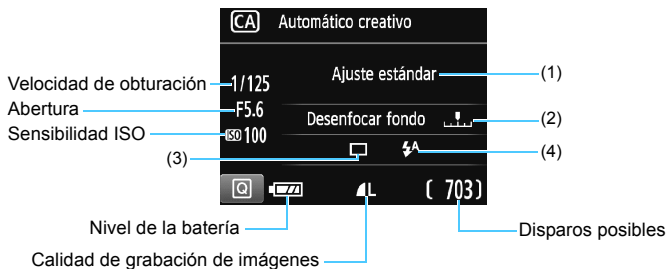 CA Automático creativo
Velocidad de obturación 1/125 Ajuste estándar (1)
Abertura F5.6
Desenfocar fondo (2)
Sensibilidad ISO ISO 100
(3) (4)
Q L ( 703)
Nivel de la batería Disparos posibles
Calidad de grabación de imágenes